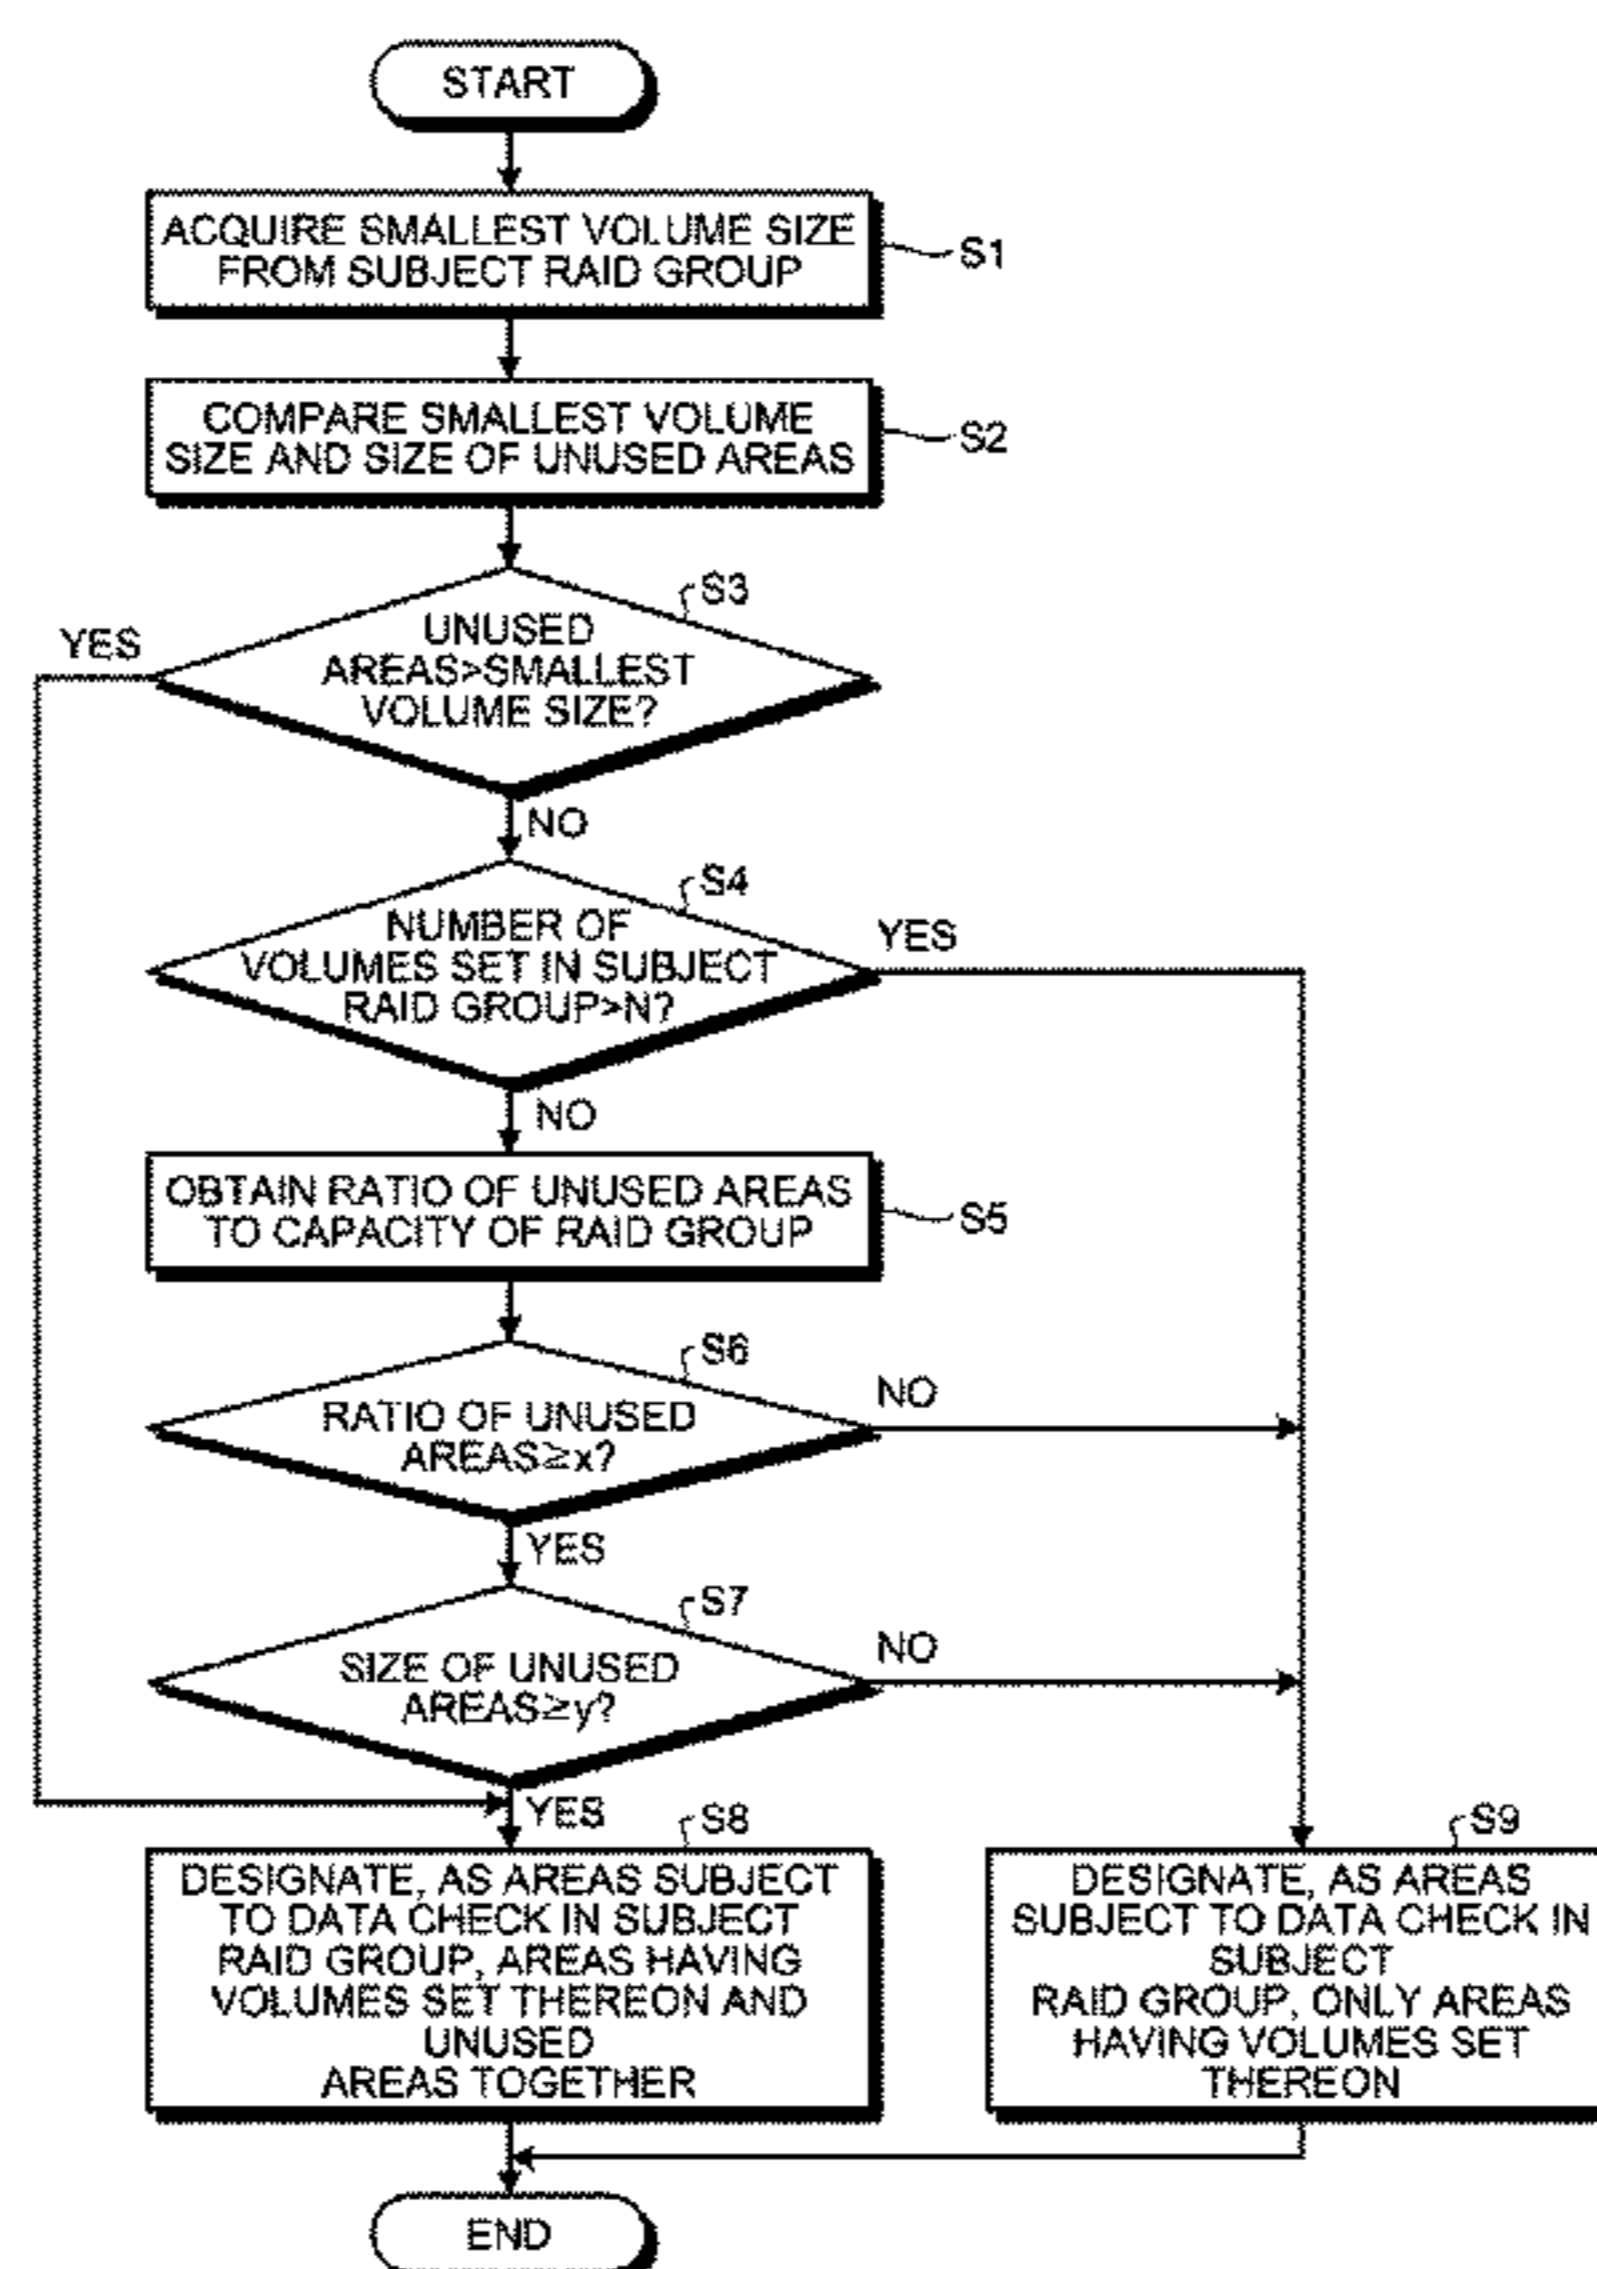 START
ACQUIRE SMALLEST VOLUME SIZE
FROM SUBJECT RAID GROUP
S1
COMPARE SMALLEST VOLUME
SIZE AND SIZE OF UNUSED AREAS
S2
S3
UNUSED
AREAS>SMALLEST
VOLUME SIZE?
YES
NO
S4
NUMBER OF
VOLUMES SET IN SUBJECT
RAID GROUP>N?
YES
NO
OBTAIN RATIO OF UNUSED AREAS
TO CAPACITY OF RAID GROUP
S5
S6
RATIO OF UNUSED
AREAS≥x?
NO
YES
S7
SIZE OF UNUSED
AREAS≥y?
NO
YES
S8
DESIGNATE, AS AREAS SUBJECT
TO DATA CHECK IN SUBJECT
RAID GROUP, AREAS HAVING
VOLUMES SET THEREON AND
UNUSED
AREAS TOGETHER
S9
DESIGNATE, AS AREAS
SUBJECT TO DATA CHECK IN
SUBJECT
RAID GROUP, ONLY AREAS
HAVING VOLUMES SET
THEREON
END